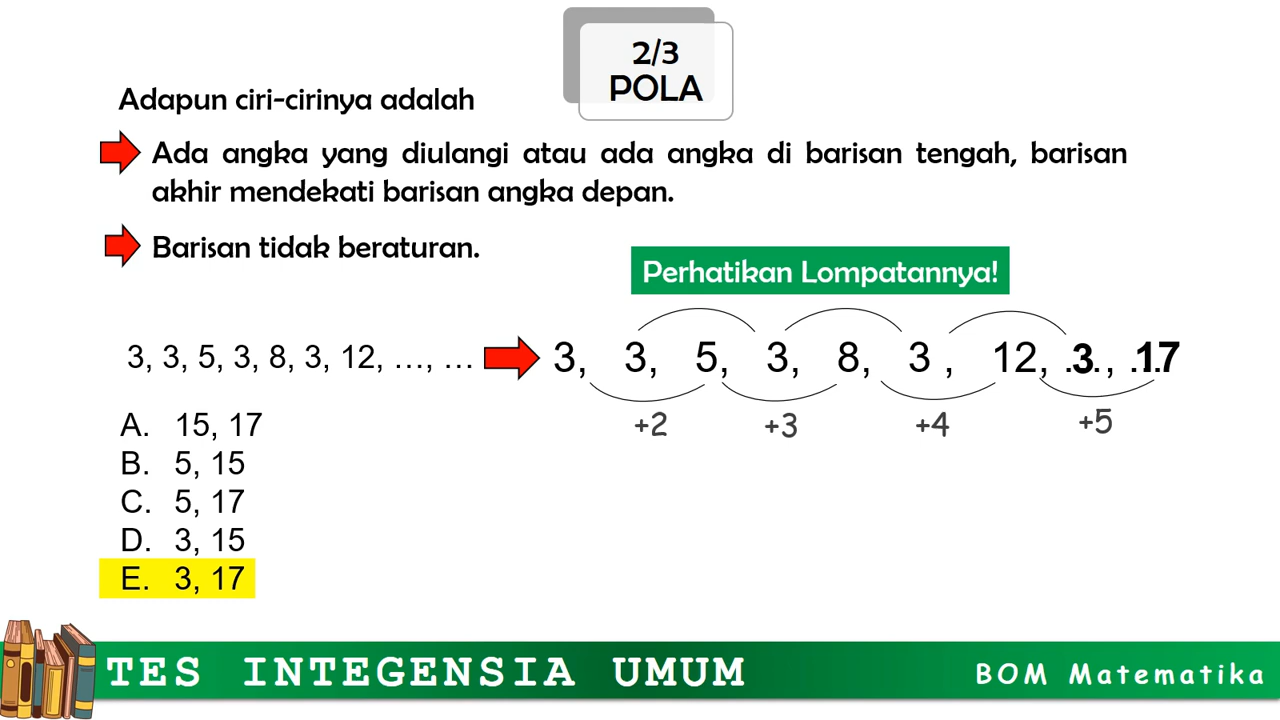 2/3
POLA
Adapun ciri-cirinya adalah
Ada angka yang diulangi atau ada angka di barisan tengah, barisan
akhir mendekati barisan angka depan.
Barisan tidak beraturan.
Perhatikan Lompatannya!
3, 3, 5, 3, 8, 3, 12, ..., ...
3, 3, 5, 3, 8, 3 , 12, .3. , .17
+2 +3 +4 +5
A. 15, 17
B. 5, 15
C. 5, 17
D. 3, 15
E. 3, 17
TES INTEGENSIA UMUM
BOM Matematika